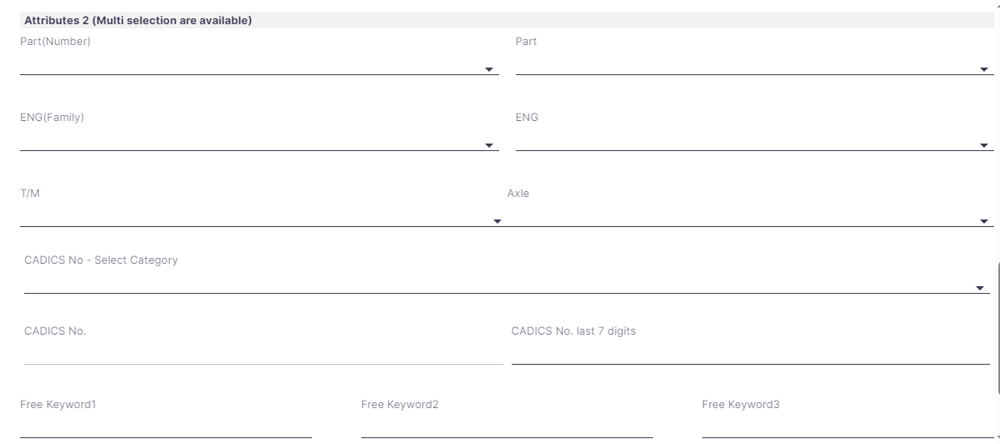 Attributes 2 (Multi selection are available)
Part(Number)
Part
ENG(Family)
ENG
T/M
Axle
CADICS No - Select Category
CADICS No.
CADICS No. last 7 digits
Free Keyword1
Free Keyword2
Free Keyword3